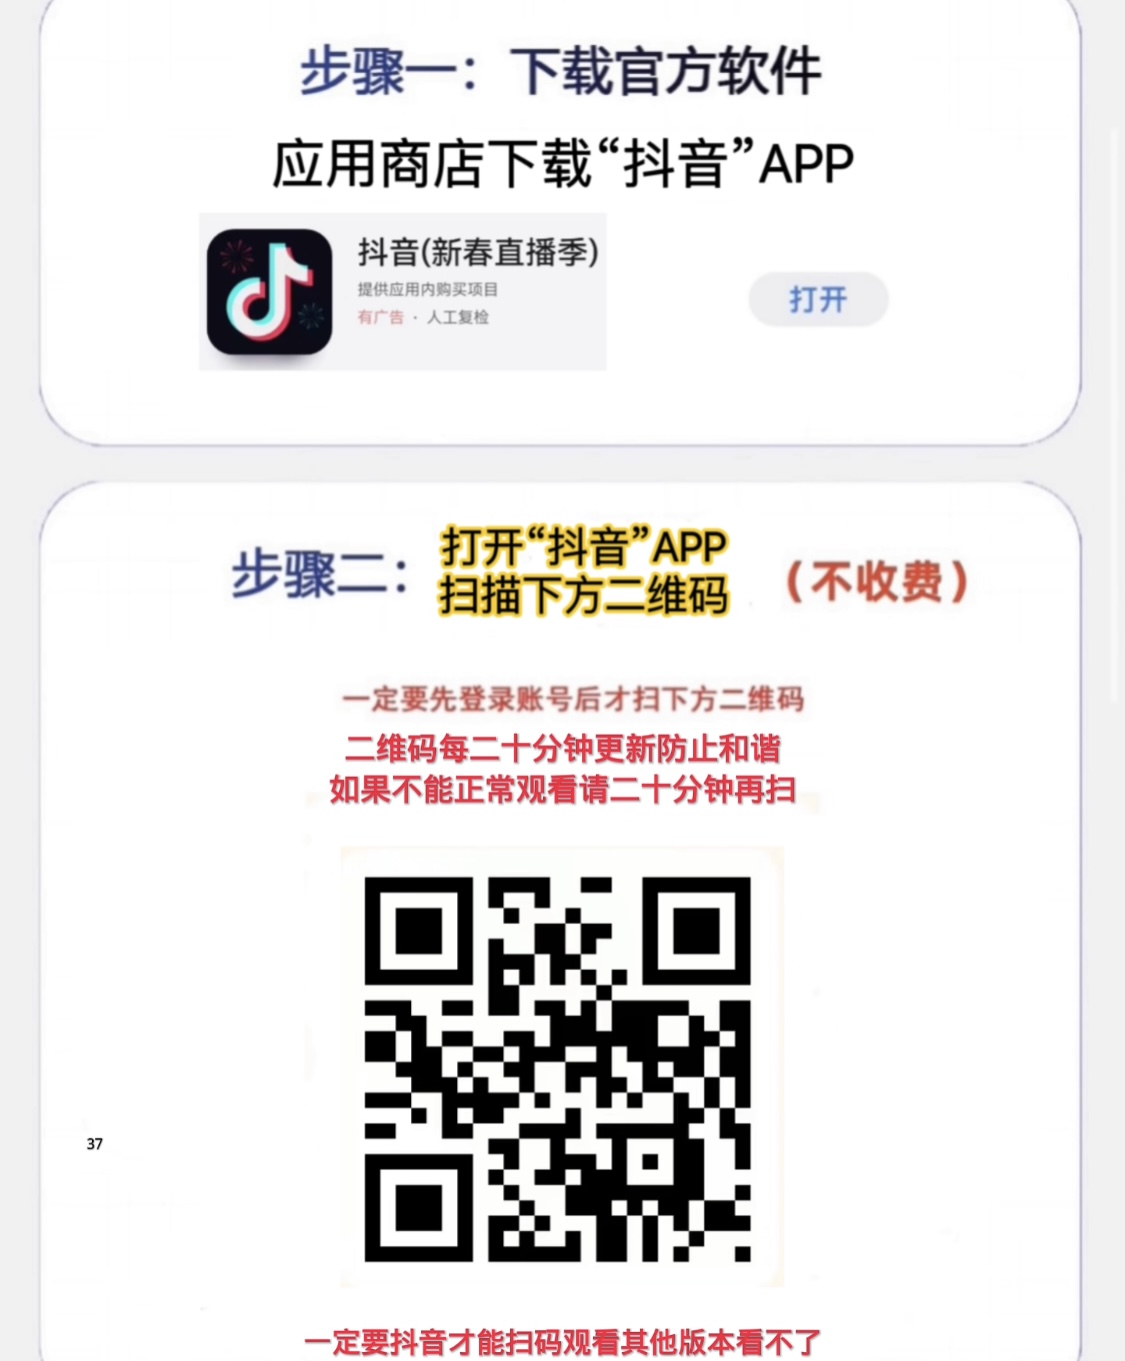 步骤一：下载官方软件
应用商店下载“抖音”APP
抖音(新春直播季)
提供应用内购买项目
有广告 · 人工复检
打开
步骤二：
打开“抖音”APP
扫描下方二维码
（不收费）
一定要先登录账号后才扫下方二维码
二维码每二十分钟更新防止和谐
如果不能正常观看请二十分钟再扫
37
一定要抖音才能扫码观看其他版本看不了